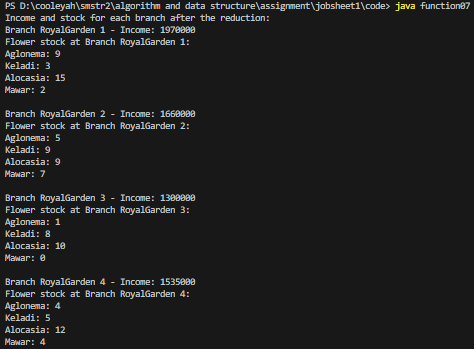 PS D:\cooleyah\smstr2\algorithm and data structure\assignment\jobsheet1\code> java function07
Income and stock for each branch after the reduction:
Branch RoyalGarden 1 - Income: 1970000
Flower stock at Branch RoyalGarden 1:
Aglonema: 9
Keladi: 3
Alocasia: 15
Mawar: 2

Branch RoyalGarden 2 - Income: 1660000
Flower stock at Branch RoyalGarden 2:
Aglonema: 5
Keladi: 9
Alocasia: 9
Mawar: 7

Branch RoyalGarden 3 - Income: 1300000
Flower stock at Branch RoyalGarden 3:
Aglonema: 1
Keladi: 8
Alocasia: 10
Mawar: 0

Branch RoyalGarden 4 - Income: 1535000
Flower stock at Branch RoyalGarden 4:
Aglonema: 4
Keladi: 5
Alocasia: 12
Mawar: 4